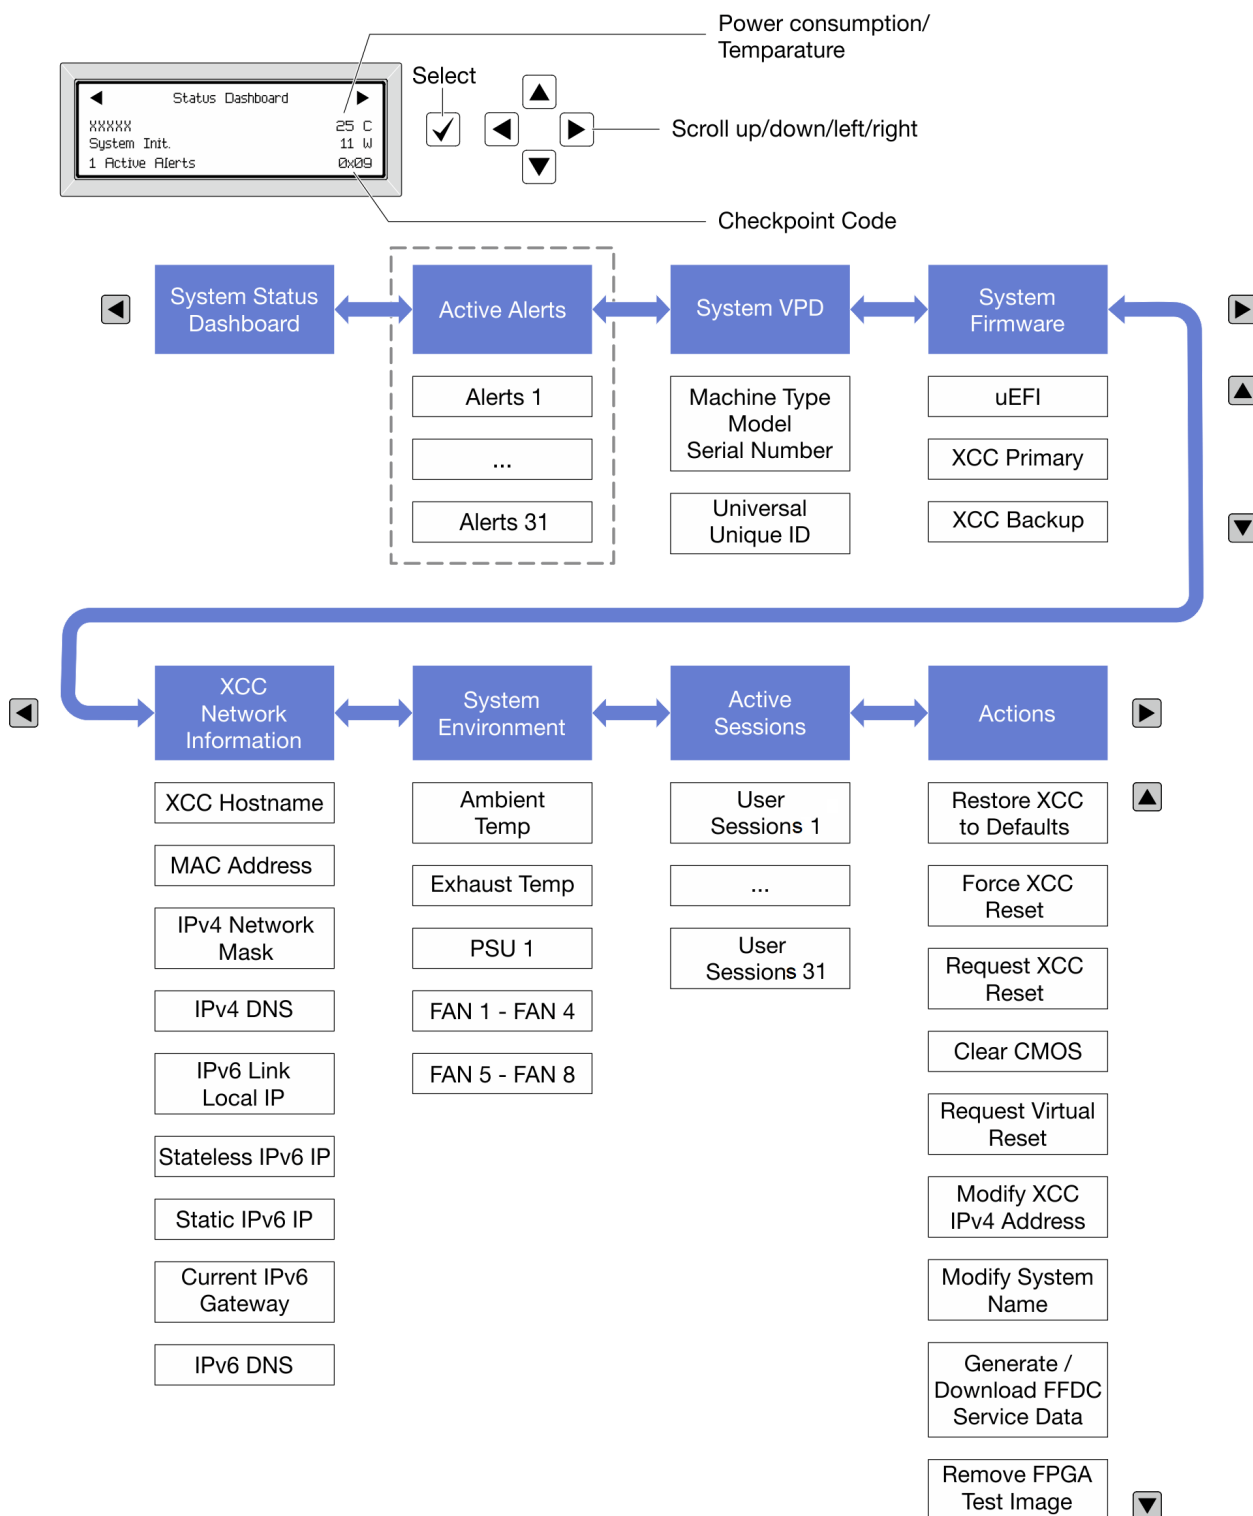 Power consumption/
Temparature
Select
Status Dashboard
XXXXX 25 C
System Init. 11 W
1 Active Alerts 0x09
Scroll up/down/left/right
Checkpoint Code
System Status
Dashboard
Active Alerts
System VPD
System
Firmware
Alerts 1
...
Alerts 31
Machine Type
Model
Serial Number
Universal
Unique ID
uEFI
XCC Primary
XCC Backup
XCC
Network
Information
System
Environment
Active
Sessions
Actions
XCC Hostname
MAC Address
IPv4 Network
Mask
IPv4 DNS
IPv6 Link
Local IP
Stateless IPv6 IP
Static IPv6 IP
Current IPv6
Gateway
IPv6 DNS
Ambient
Temp
Exhaust Temp
PSU 1
FAN 1 - FAN 4
FAN 5 - FAN 8
User
Sessions 1
...
User
Sessions 31
Restore XCC
to Defaults
Force XCC
Reset
Request XCC
Reset
Clear CMOS
Request Virtual
Reset
Modify XCC
IPv4 Address
Modify System
Name
Generate /
Download FFDC
Service Data
Remove FPGA
Test Image